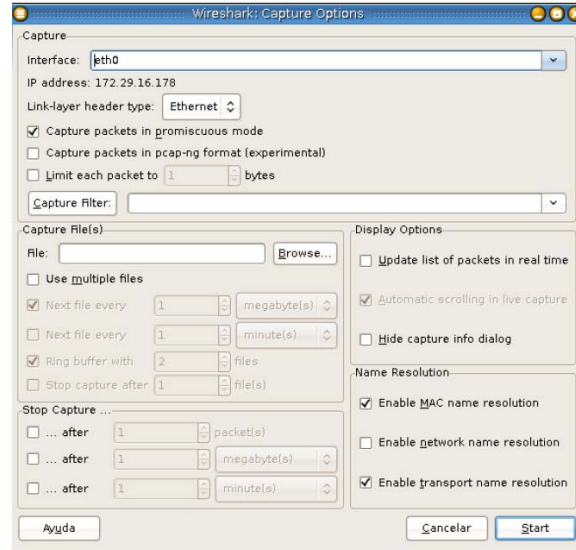 Wireshark: Capture Options
Capture
Interface: eth0
IP address: 172.29.16.178
Link-layer header type: Ethernet
Capture packets in promiscuous mode
Capture packets in pcap-ng format (experimental)
Limit each packet to 1 bytes
Capture Filter:
Capture File(s)
File: Browse...
Use multiple files
Next file every 1 megabyte(s)
Next file every 1 minute(s)
Ring buffer with 2 files
Stop capture after 1 file(s)
Stop Capture ...
... after 1 packet(s)
... after 1 megabyte(s)
... after 1 minute(s)
Display Options
Update list of packets in real time
Automatic scrolling in live capture
Hide capture info dialog
Name Resolution
Enable MAC name resolution
Enable network name resolution
Enable transport name resolution
Ayuda Cancelar Start